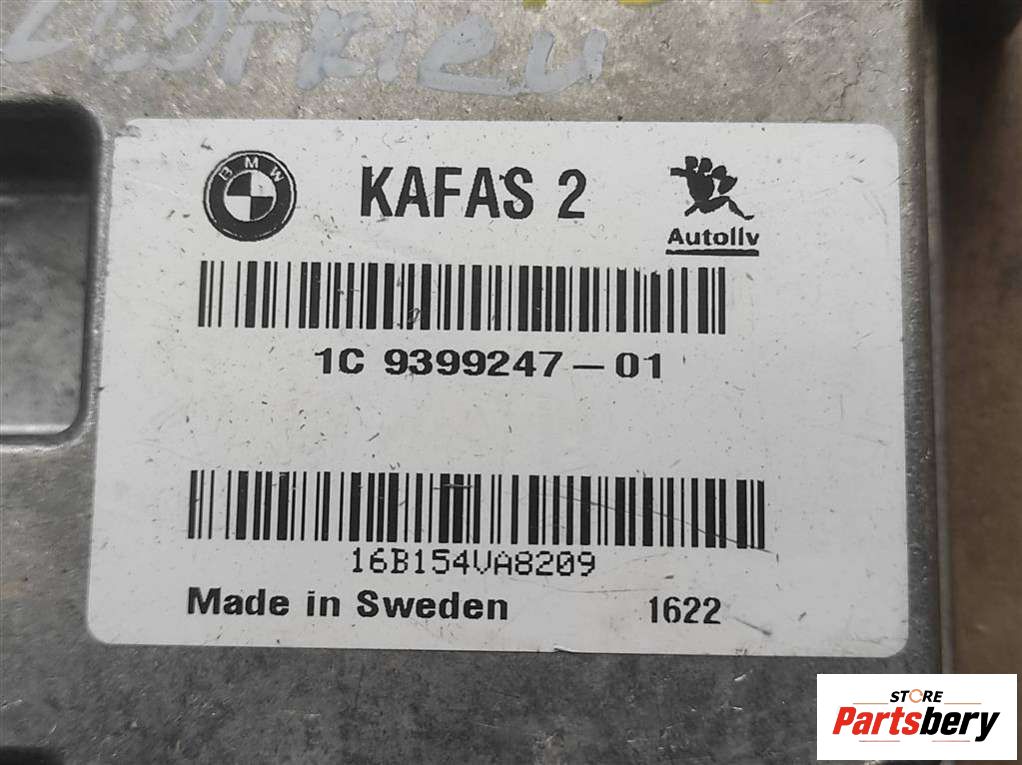 BMW
KAFAS 2
Autoliv
1C 9399247-01
16B154VA8209
Made in Sweden 1622
STORE
Partsbery